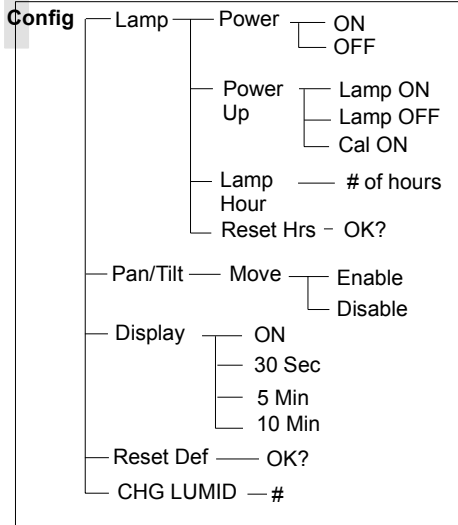 Config Lamp Power ON
OFF
Power Up Lamp ON
Lamp OFF
Cal ON
Lamp Hour # of hours
Reset Hrs OK?
Pan/Tilt Move Enable
Disable
Display ON
30 Sec
5 Min
10 Min
Reset Def OK?
CHG LUMID #